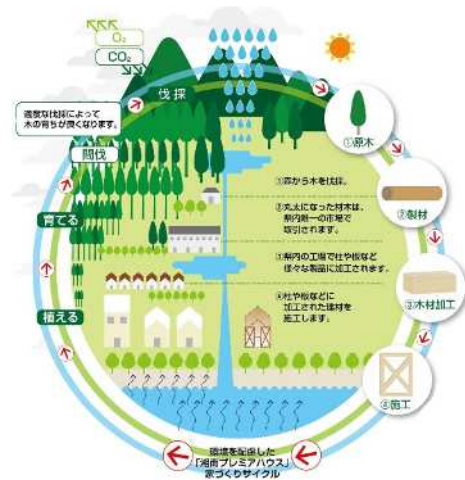 O₂
CO₂
伐採
適度な伐採によって
木の育ちが良くなります。
間伐
育てる
植える
①原木
②製材
③木材加工
④施工
①森から木を伐採。
②丸太になった材木は、
県内唯一の市場で
取引されます。
③県内の工場で柱や板など
様々な製品に加工されます。
④柱や板などに
加工された建材を
施工します。
環境を配慮した
「湘南プレミアハウス」
家づくりサイクル